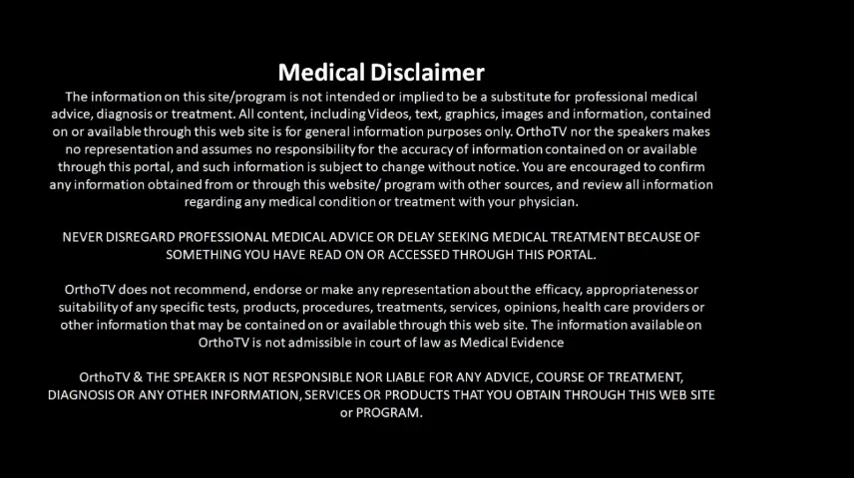 Medical Disclaimer
The information on this site/program is not intended or implied to be a substitute for professional medical
advice, diagnosis or treatment. All content, including Videos, text, graphics, images and information, contained
on or available through this web site is for general information purposes only. OrthoTV nor the speakers makes
no representation and assumes no responsibility for the accuracy of information contained on or available
through this portal, and such information is subject to change without notice. You are encouraged to confirm
any information obtained from or through this website/ program with other sources, and review all information
regarding any medical condition or treatment with your physician.
NEVER DISREGARD PROFESSIONAL MEDICAL ADVICE OR DELAY SEEKING MEDICAL TREATMENT BECAUSE OF
SOMETHING YOU HAVE READ ON OR ACCESSED THROUGH THIS PORTAL.
OrthoTV does not recommend, endorse or make any representation about the efficacy, appropriateness or
suitability of any specific tests, products, procedures, treatments, services, opinions, health care providers or
other information that may be contained on or available through this web site. The information available on
OrthoTV is not admissible in court of law as Medical Evidence
OrthoTV & THE SPEAKER IS NOT RESPONSIBLE NOR LIABLE FOR ANY ADVICE, COURSE OF TREATMENT,
DIAGNOSIS OR ANY OTHER INFORMATION, SERVICES OR PRODUCTS THAT YOU OBTAIN THROUGH THIS WEB SITE
or PROGRAM.